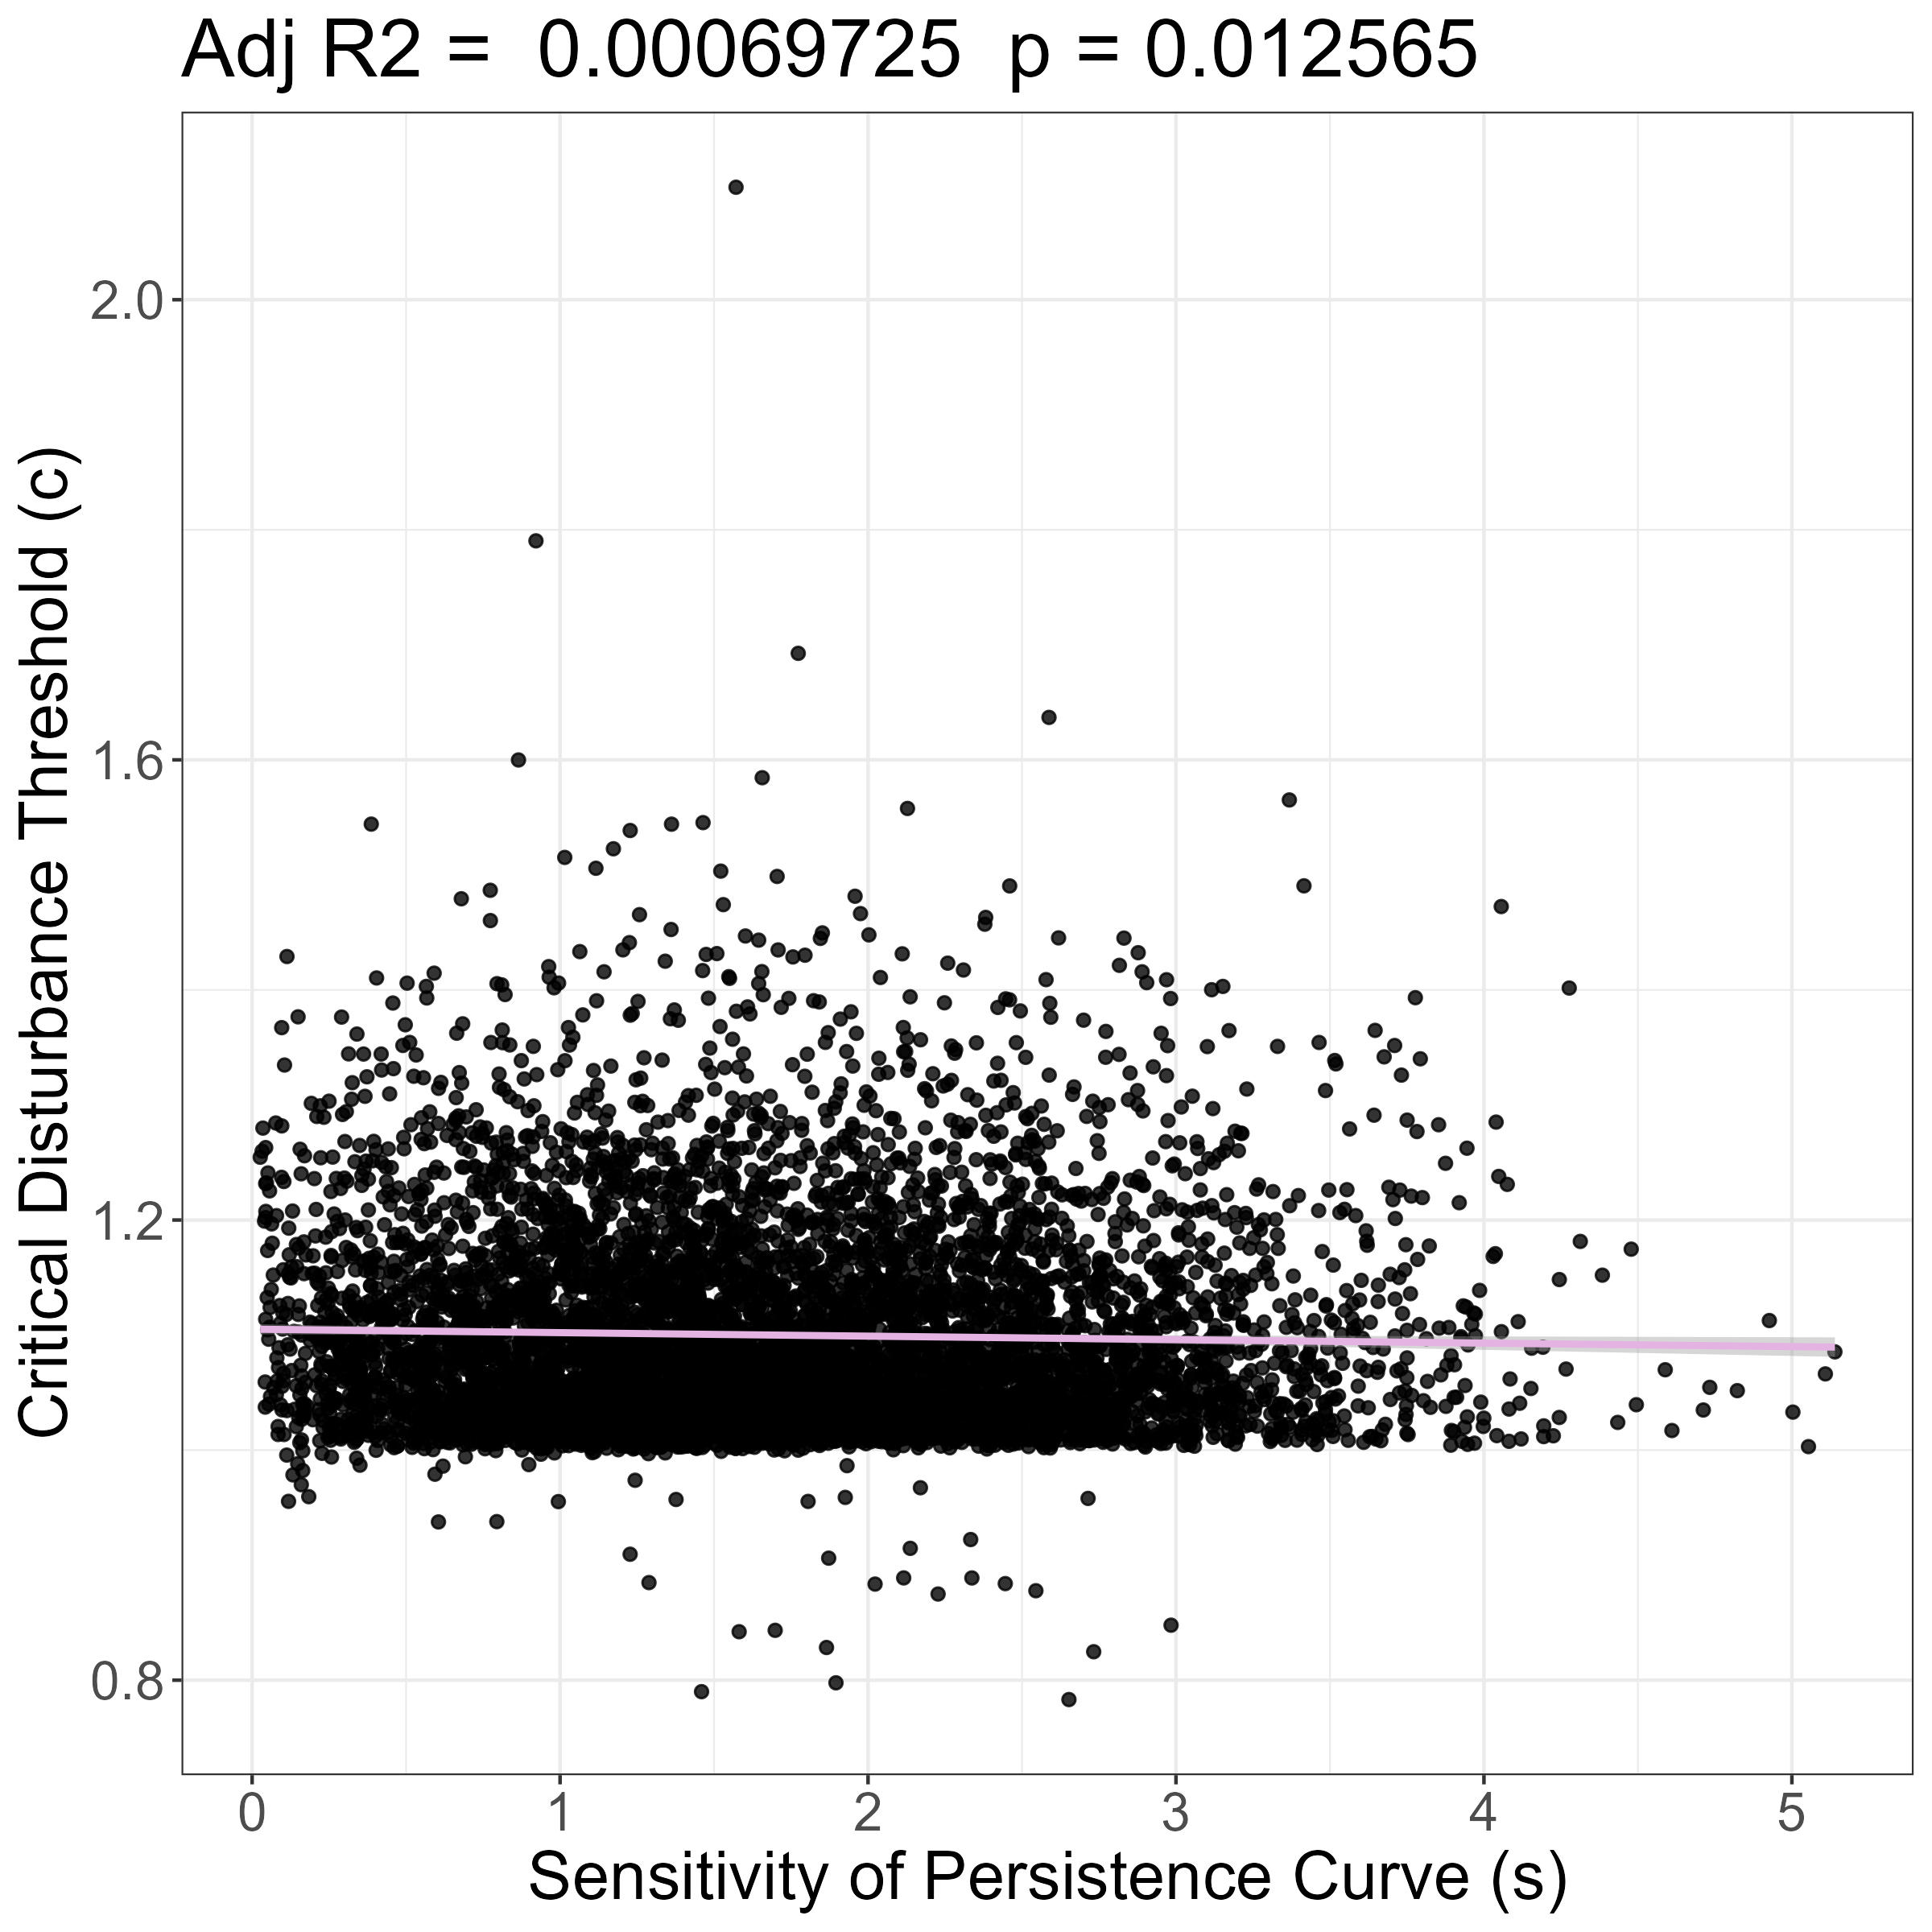 Adj R2 = 0.00069725 p = 0.012565
Critical Disturbance Threshold (c)
2.0
1.6
1.2
0.8
0 1 2 3 4 5
Sensitivity of Persistence Curve (s)